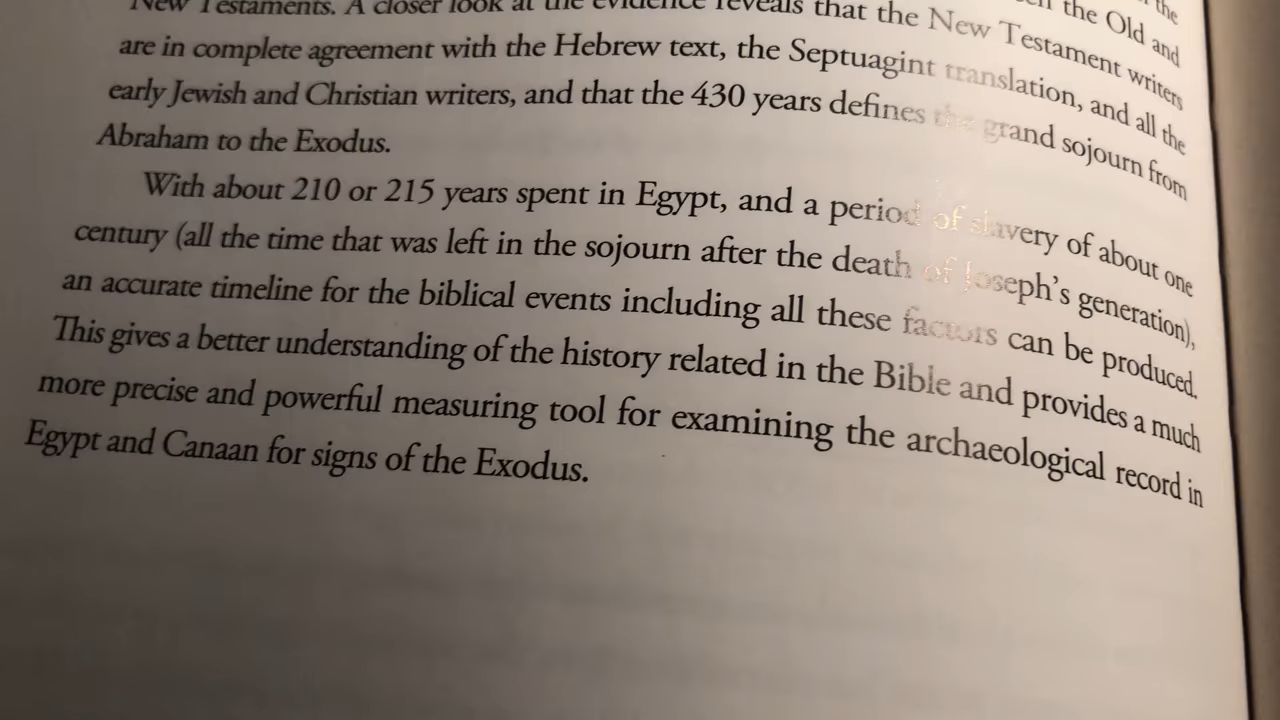 the
the Old and
New Testaments. A closer look at the evidence reveals that the New Testament writers
are in complete agreement with the Hebrew text, the Septuagint translation, and all the
early Jewish and Christian writers, and that the 430 years defines the grand sojourn from
Abraham to the Exodus.
With about 210 or 215 years spent in Egypt, and a period of slavery of about one
century (all the time that was left in the sojourn after the death of Joseph’s generation),
an accurate timeline for the biblical events including all these factors can be produced.
This gives a better understanding of the history related in the Bible and provides a much
more precise and powerful measuring tool for examining the archaeological record in
Egypt and Canaan for signs of the Exodus.